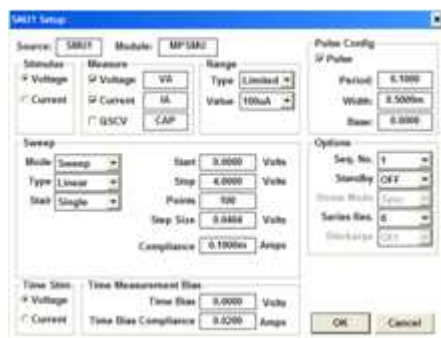 SMU1 Setup
Source: SMU1 Module: MPSMU
Stimulus
Voltage
Current
Measure
Voltage VA
Current IA
QSCV CAP
Range
Type Limited
Value 100uA
Pulse Config
Pulse
Period: 0.1000
Width: 0.5000m
Base: 0.0000
Sweep
Mode Sweep
Type Linear
Stair Single
Start 0.0000 Volts
Stop 4.0000 Volts
Points 100
Step Size 0.0404 Volts
Compliance 0.1000m Amps
Options
Seq. No. 1
Standby OFF
Series Res. 0
Discharge OFF
Time Stim
Voltage
Current
Time Measurement Bias
Time Bias 0.0000 Volts
Time Bias Compliance 0.0200 Amps
OK Cancel